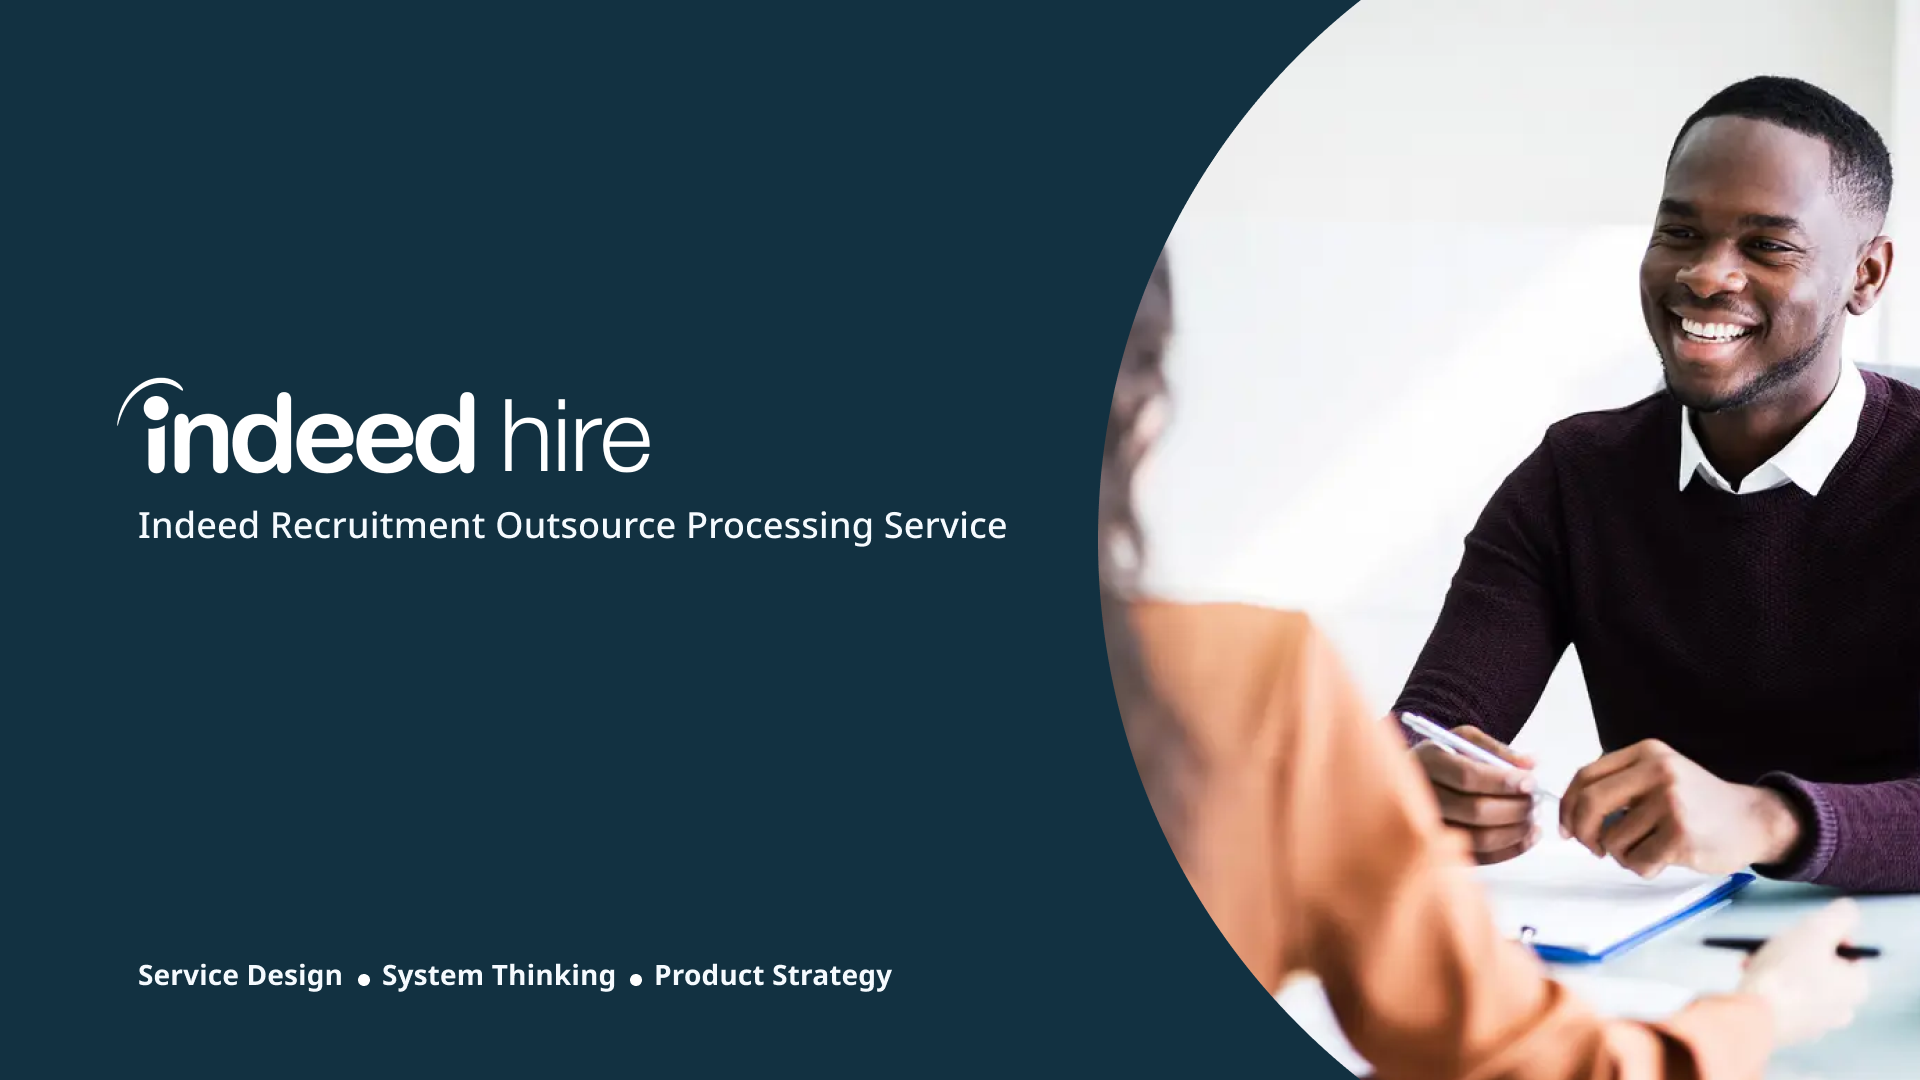 indeed hire
Indeed Recruitment Outsource Processing Service
Service Design ● System Thinking ● Product Strategy